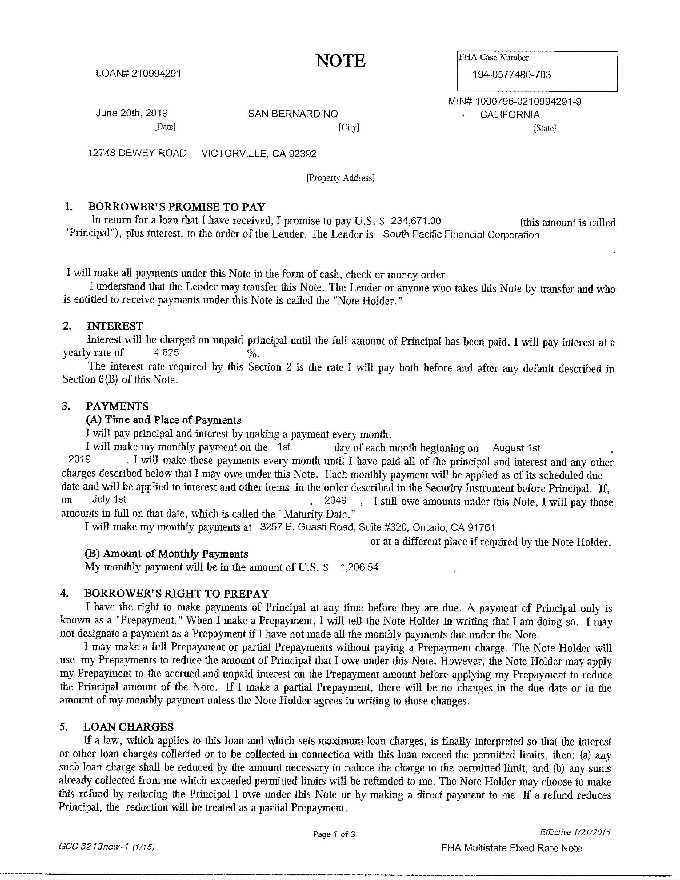 NOTE
FHA Case Number
LOAN# 210994291
194-0577480-703
MIN# 1000796-0210994291-9
June 20th, 2019 SAN BERNARDINO CALIFORNIA
[Date] [City] [State]
12748 DEWEY ROAD VICTORVILLE, CA 92392
[Property Address]
1. BORROWER'S PROMISE TO PAY
In return for a loan that I have received, I promise to pay U.S. $ 234,671.00 (this amount is called
"Principal"), plus interest, to the order of the Lender. The Lender is South Pacific Financial Corporation
I will make all payments under this Note in the form of cash, check or money order.
I understand that the Lender may transfer this Note. The Lender or anyone who takes this Note by transfer and who
is entitled to receive payments under this Note is called the "Note Holder."
2. INTEREST
Interest will be charged on unpaid principal until the full amount of Principal has been paid. I will pay interest at a
yearly rate of 4.625 %.
The interest rate required by this Section 2 is the rate I will pay both before and after any default described in
Section 6(B) of this Note.
3. PAYMENTS
(A) Time and Place of Payments
I will pay principal and interest by making a payment every month.
I will make my monthly payment on the 1st day of each month beginning on August 1st ,
2019 . I will make these payments every month until I have paid all of the principal and interest and any other
charges described below that I may owe under this Note. Each monthly payment will be applied as of its scheduled due
date and will be applied to interest and other items in the order described in the Security Instrument before Principal. If,
on July 1st , 2049 , I still owe amounts under this Note, I will pay those
amounts in full on that date, which is called the "Maturity Date."
I will make my monthly payments at 3257 E. Guasti Road, Suite #320, Ontario, CA 91761
or at a different place if required by the Note Holder.
(B) Amount of Monthly Payments
My monthly payment will be in the amount of U.S. $ 1,206.54 .
4. BORROWER'S RIGHT TO PREPAY
I have the right to make payments of Principal at any time before they are due. A payment of Principal only is
known as a "Prepayment." When I make a Prepayment, I will tell the Note Holder in writing that I am doing so. I may
not designate a payment as a Prepayment if I have not made all the monthly payments due under the Note.
I may make a full Prepayment or partial Prepayments without paying a Prepayment charge. The Note Holder will
use my Prepayments to reduce the amount of Principal that I owe under this Note. However, the Note Holder may apply
my Prepayment to the accrued and unpaid interest on the Prepayment amount before applying my Prepayment to reduce
the Principal amount of the Note. If I make a partial Prepayment, there will be no changes in the due date or in the
amount of my monthly payment unless the Note Holder agrees in writing to those changes.
5. LOAN CHARGES
If a law, which applies to this loan and which sets maximum loan charges, is finally interpreted so that the interest
or other loan charges collected or to be collected in connection with this loan exceed the permitted limits, then: (a) any
such loan charge shall be reduced by the amount necessary to reduce the charge to the permitted limit; and (b) any sums
already collected from me which exceeded permitted limits will be refunded to me. The Note Holder may choose to make
this refund by reducing the Principal I owe under this Note or by making a direct payment to me. If a refund reduces
Principal, the reduction will be treated as a partial Prepayment.
Page 1 of 3
Effective 1/21/2015
GCC 3213new-1 (1/15) FHA Multistate Fixed Rate Note